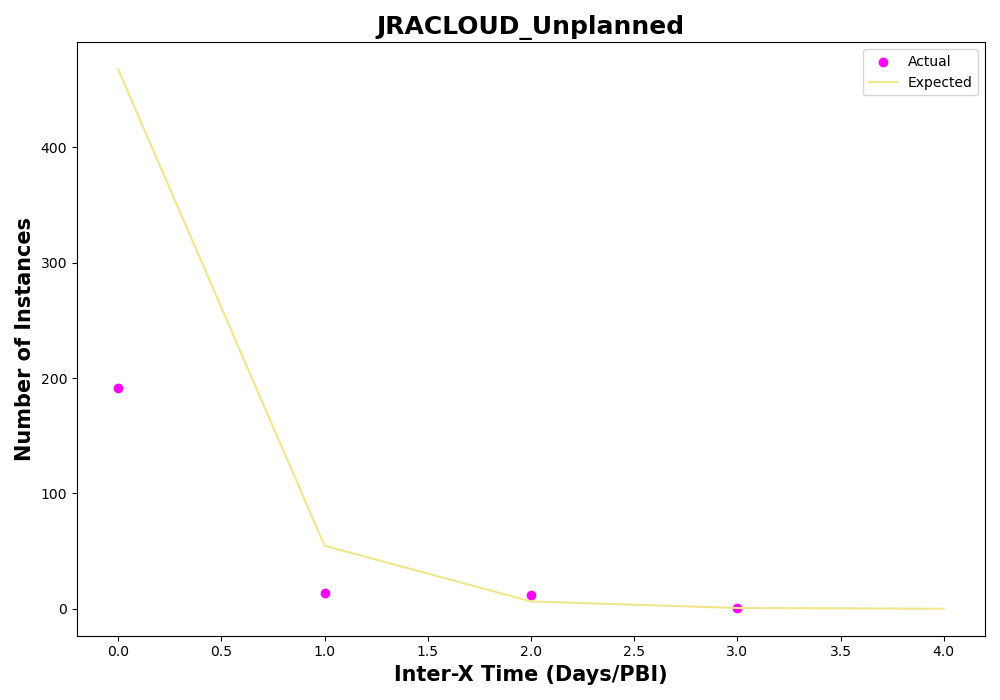 JRACLOUD_Unplanned
Actual
Expected
Number of Instances
400
300
200
100
0
0.0 0.5 1.0 1.5 2.0 2.5 3.0 3.5 4.0
Inter-X Time (Days/PBI)